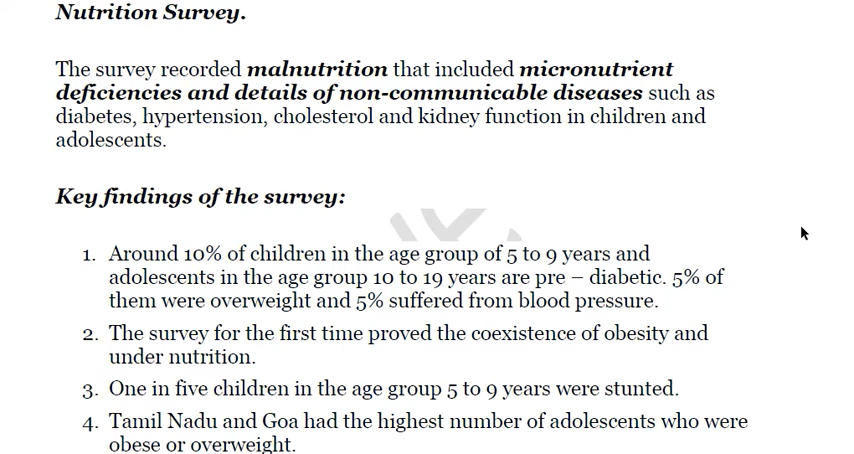 Nutrition Survey.
The survey recorded malnutrition that included micronutrient
deficiencies and details of non-communicable diseases such as
diabetes, hypertension, cholesterol and kidney function in children and
adolescents.
Key findings of the survey:
1. Around 10% of children in the age group of 5 to 9 years and
adolescents in the age group 10 to 19 years are pre – diabetic. 5% of
them were overweight and 5% suffered from blood pressure.
2. The survey for the first time proved the coexistence of obesity and
under nutrition.
3. One in five children in the age group 5 to 9 years were stunted.
4. Tamil Nadu and Goa had the highest number of adolescents who were
obese or overweight.